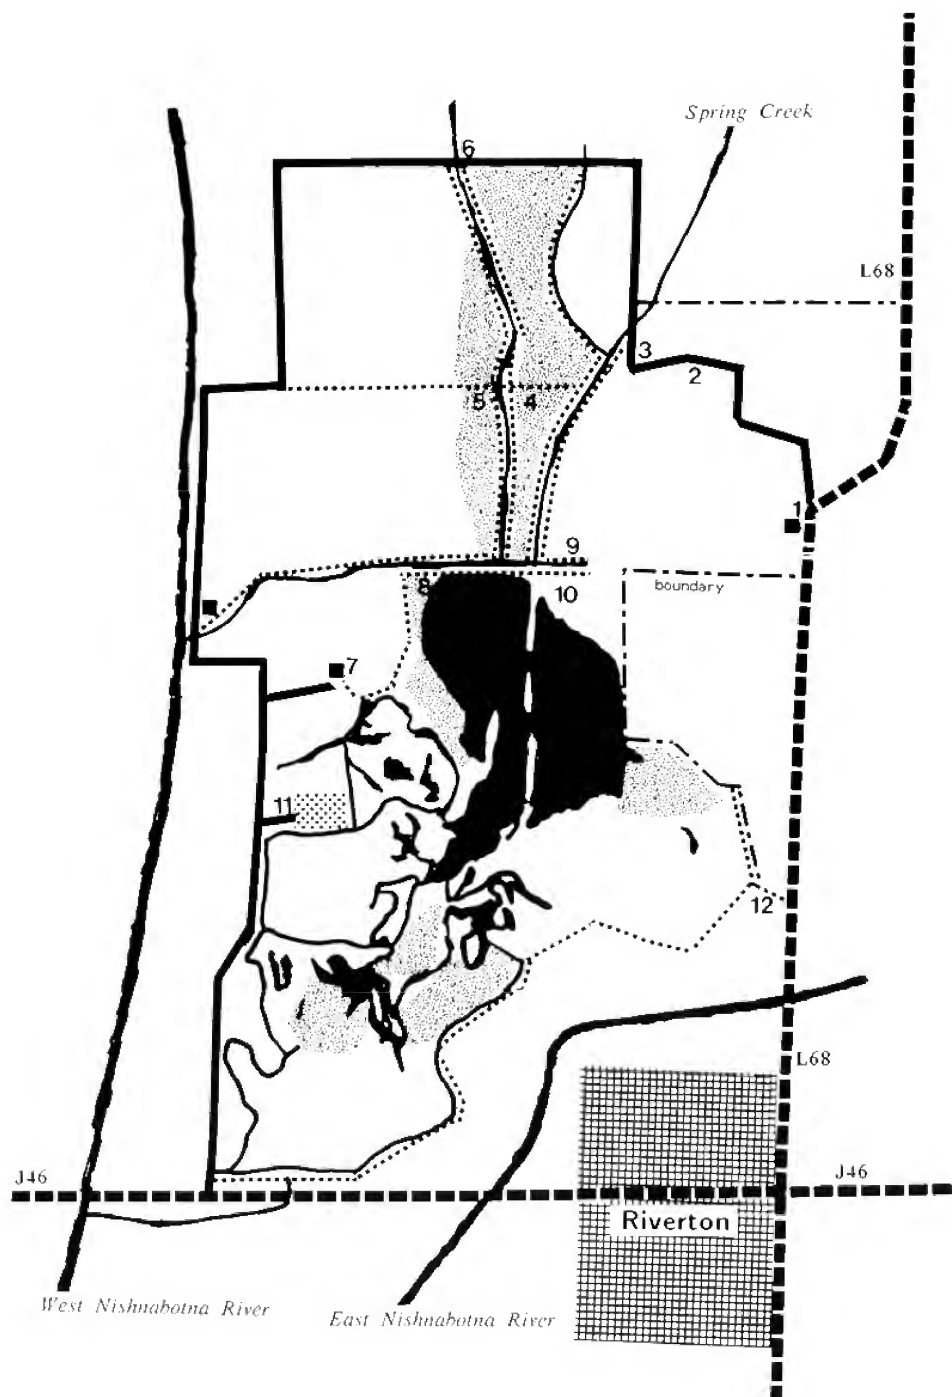 Spring Creek
6
L68
3
2
5
4
1
9
8
10
boundary
7
11
12
L68
J46
J46
Riverton
West Nishnabotna River
East Nishnabotna River